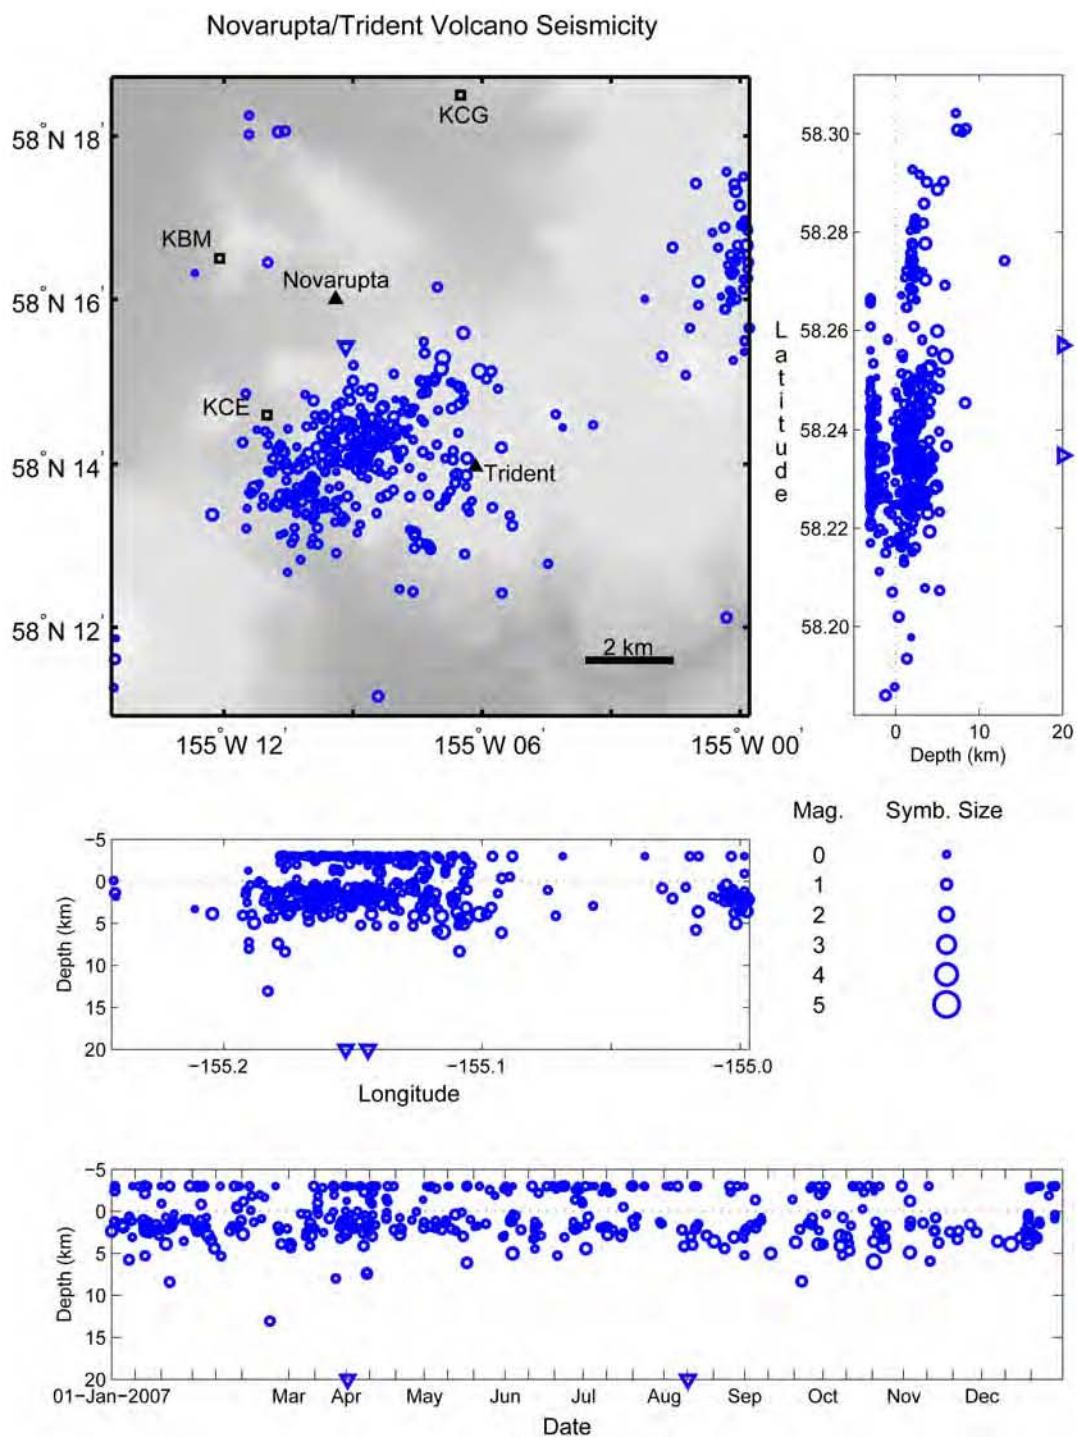 Novarupta/Trident Volcano Seismicity
KCG
58°N 18'
KBM
Novarupta
58°N 16'
KCE
58°N 14'
Trident
58°N 12'
2 km
155°W 12' 155°W 06' 155°W 00'
Latitude
58.30
58.28
58.26
58.24
58.22
58.20
0 10 20
Depth (km)
Mag. Symb. Size
0
1
2
3
4
5
−5
0
5
10
15
20
Depth (km)
−155.2 −155.1 −155.0
Longitude
−5
0
5
10
15
20
Depth (km)
01−Jan−2007 Mar Apr May Jun Jul Aug Sep Oct Nov Dec
Date